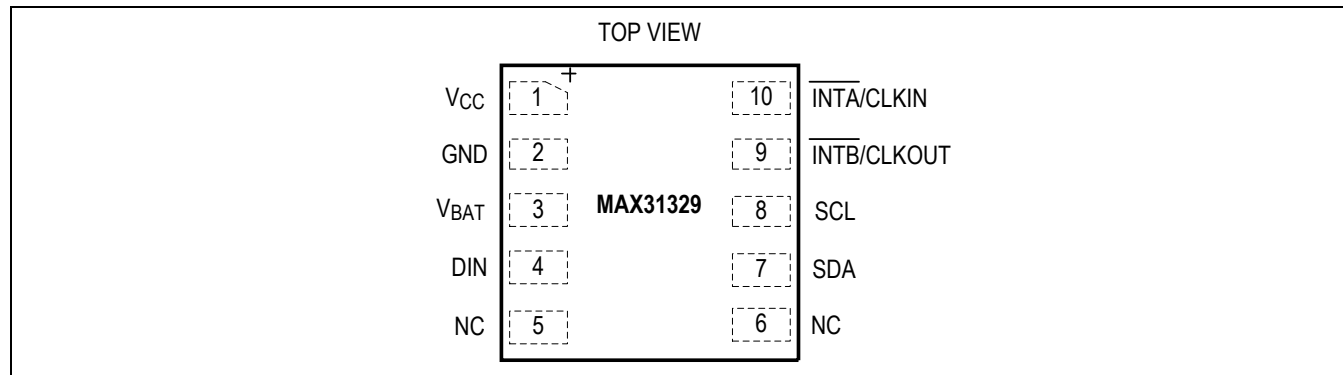 TOP VIEW
+
VCC 1 10 INTA/CLKIN
GND 2 9 INTB/CLKOUT
VBAT 3 MAX31329 8 SCL
DIN 4 7 SDA
NC 5 6 NC